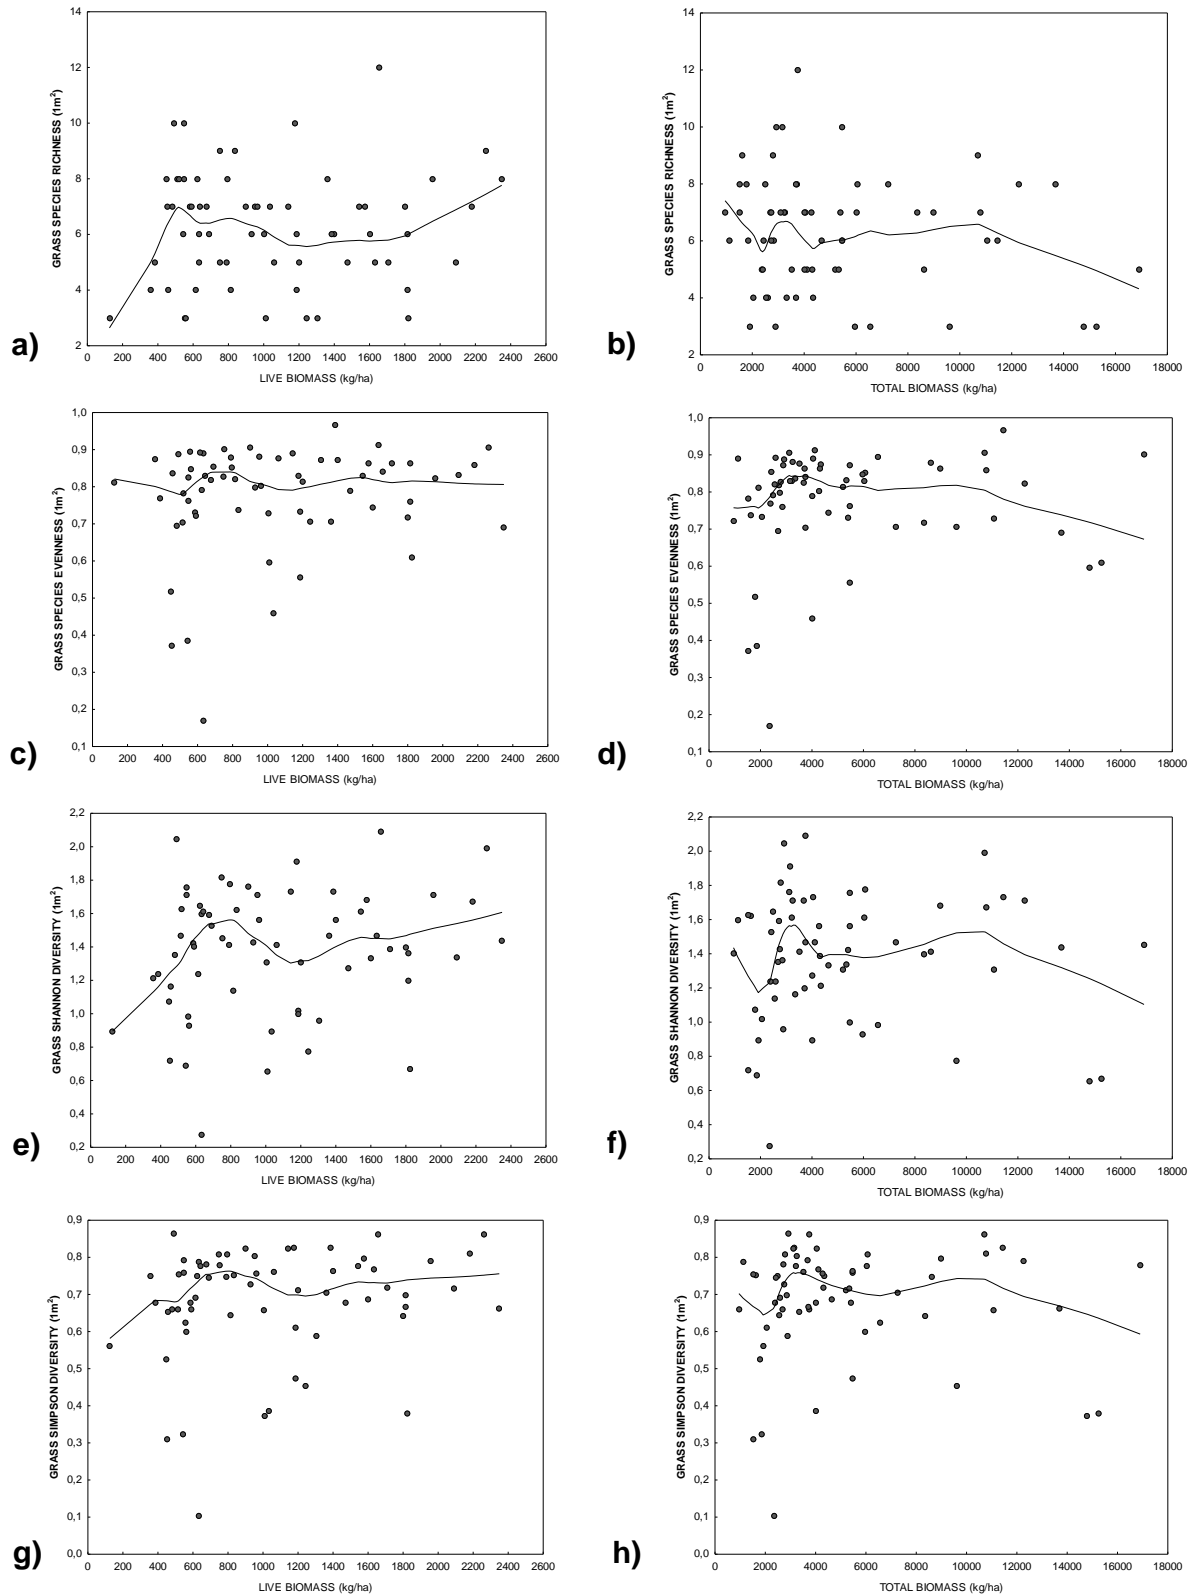 14
12
10
8
6
4
2
GRASS SPECIES RICHNESS (1m²)
0 200 400 600 800 1000 1200 1400 1600 1800 2000 2200 2400 2600
LIVE BIOMASS (kg/ha)
a)
14
12
10
8
6
4
2
GRASS SPECIES RICHNESS (1m²)
0 2000 4000 6000 8000 10000 12000 14000 16000 18000
TOTAL BIOMASS (kg/ha)
b)
1,0
0,9
0,8
0,7
0,6
0,5
0,4
0,3
0,2
0,1
GRASS SPECIES EVENNESS (1m²)
0 200 400 600 800 1000 1200 1400 1600 1800 2000 2200 2400 2600
LIVE BIOMASS (kg/ha)
c)
1,0
0,9
0,8
0,7
0,6
0,5
0,4
0,3
0,2
0,1
GRASS SPECIES EVENNESS (1m²)
0 2000 4000 6000 8000 10000 12000 14000 16000 18000
TOTAL BIOMASS (kg/ha)
d)
2,2
2,0
1,8
1,6
1,4
1,2
1,0
0,8
0,6
0,4
0,2
GRASS SHANNON DIVERSITY (1m²)
0 200 400 600 800 1000 1200 1400 1600 1800 2000 2200 2400 2600
LIVE BIOMASS (kg/ha)
e)
2,2
2,0
1,8
1,6
1,4
1,2
1,0
0,8
0,6
0,4
0,2
GRASS SHANNON DIVERSITY (1m²)
0 2000 4000 6000 8000 10000 12000 14000 16000 18000
TOTAL BIOMASS (kg/ha)
f)
0,9
0,8
0,7
0,6
0,5
0,4
0,3
0,2
0,1
0,0
GRASS SIMPSON DIVERSITY (1m²)
0 200 400 600 800 1000 1200 1400 1600 1800 2000 2200 2400 2600
LIVE BIOMASS (kg/ha)
g)
0,9
0,8
0,7
0,6
0,5
0,4
0,3
0,2
0,1
0,0
GRASS SIMPSON DIVERSITY (1m²)
0 2000 4000 6000 8000 10000 12000 14000 16000 18000
TOTAL BIOMASS (kg/ha)
h)